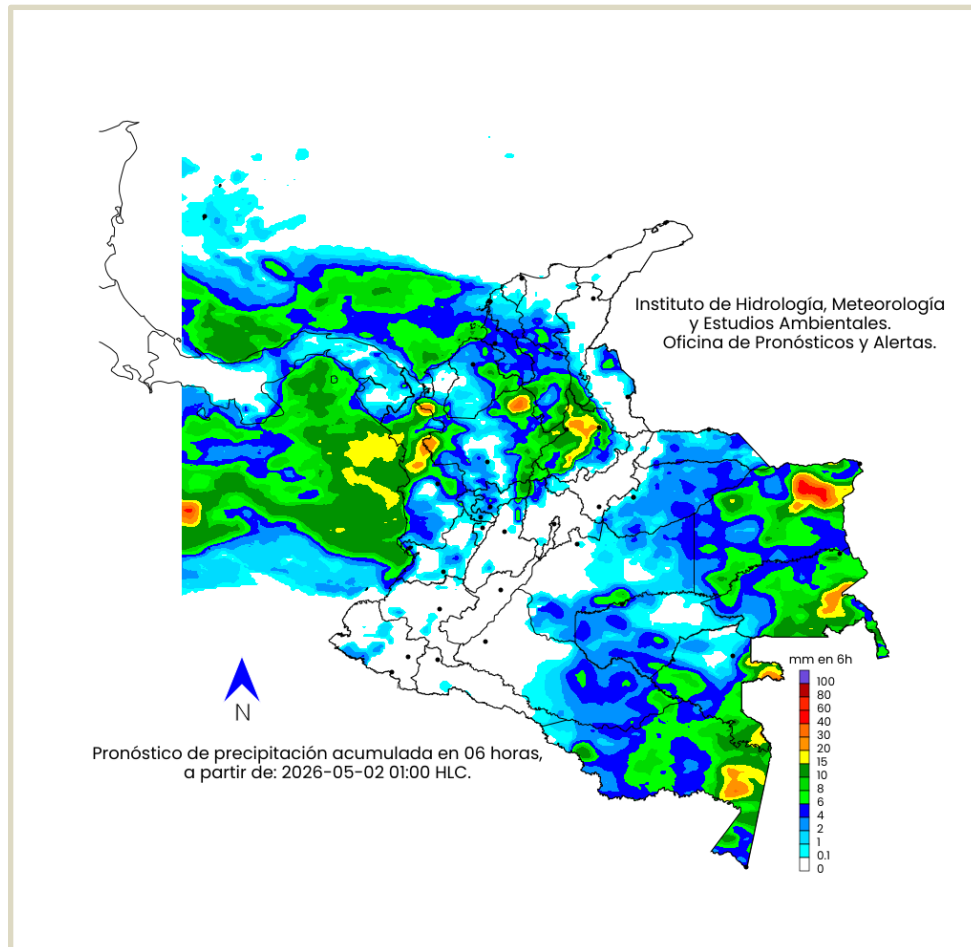 Instituto de Hidrología, Meteorología
y Estudios Ambientales.
Oficina de Pronósticos y Alertas.
mm en 6h
100
80
60
40
30
20
15
10
8
6
4
2
1
0.1
0
N
Pronóstico de precipitación acumulada en 06 horas,
a partir de: 2026-05-02 01:00 HLC.